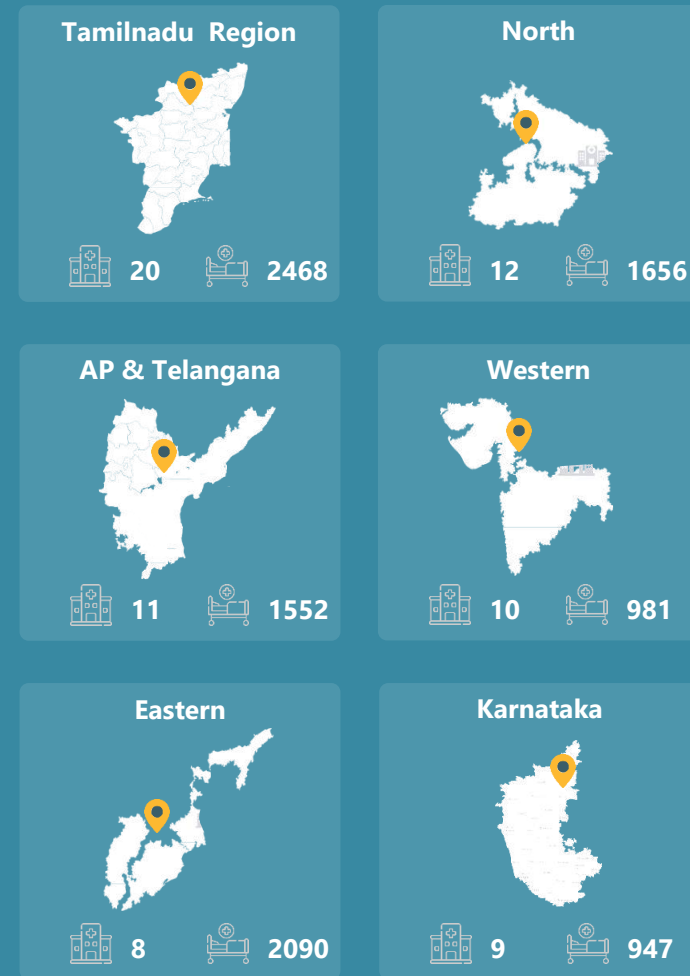 Tamilnadu Region
20 2468
North
12 1656
AP & Telangana
11 1552
Western
10 981
Eastern
8 2090
Karnataka
9 947